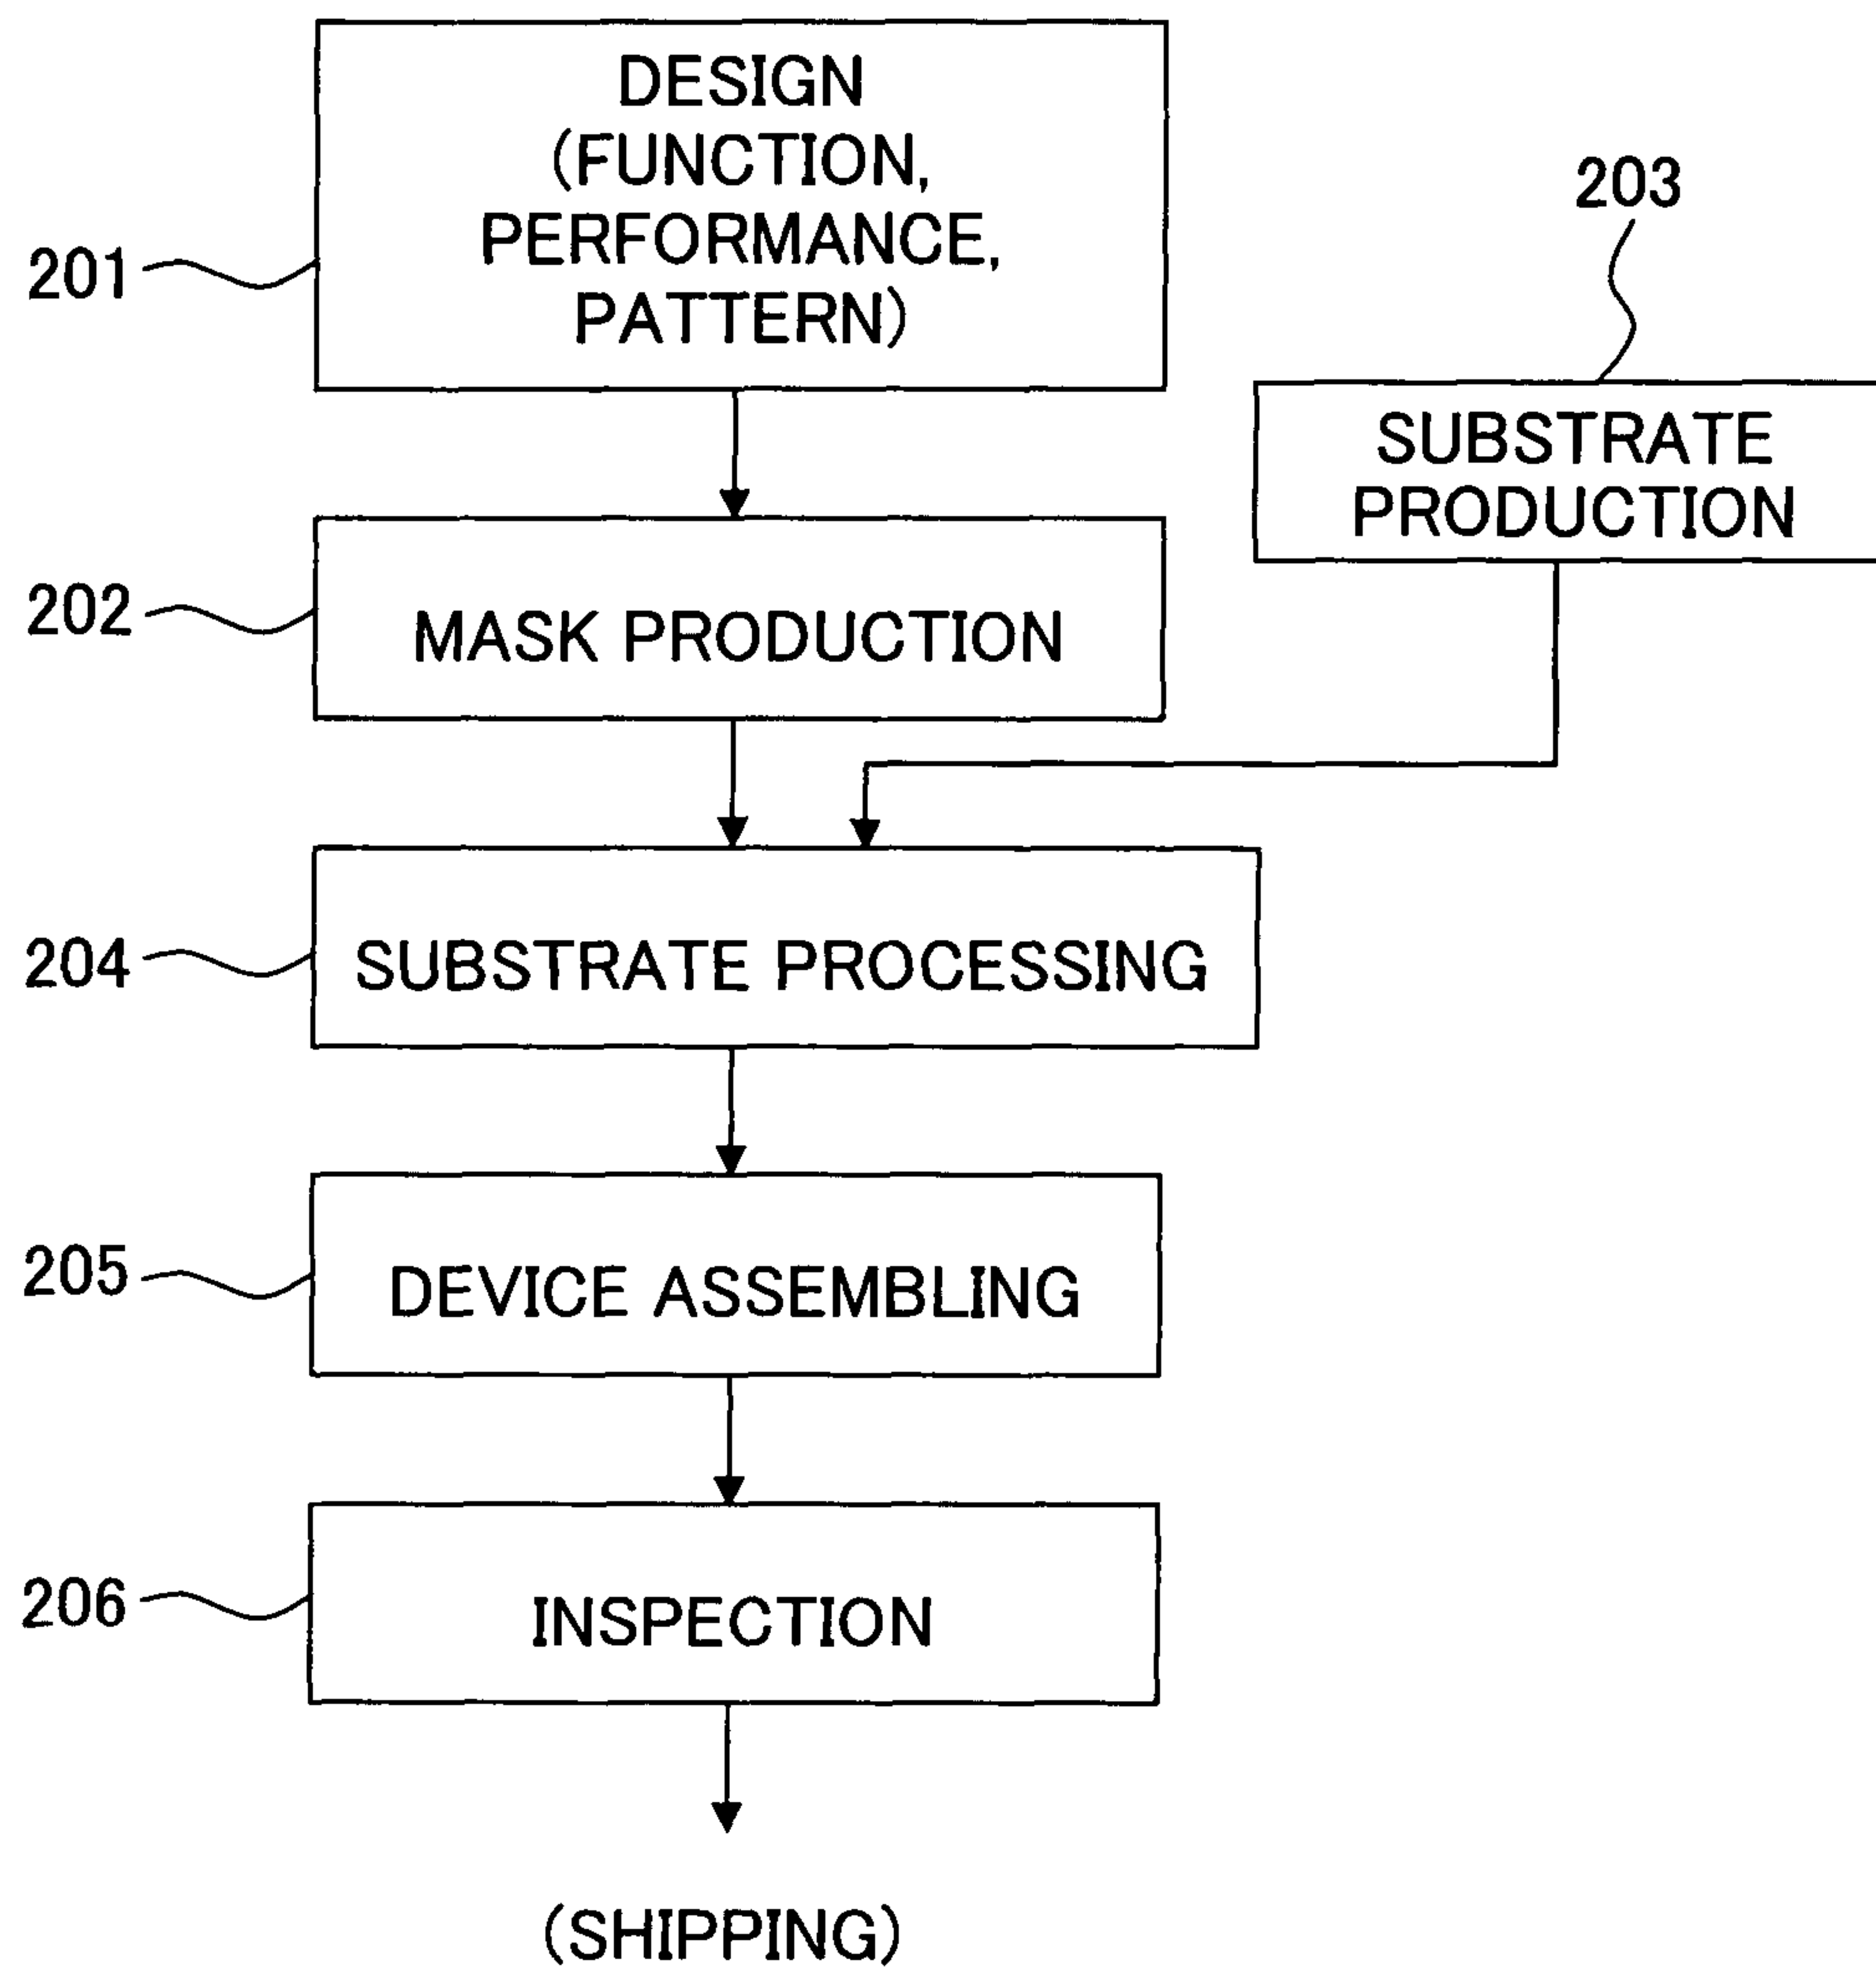 DESIGN
(FUNCTION,
PERFORMANCE,
PATTERN)
201
203
SUBSTRATE
PRODUCTION
202
MASK PRODUCTION
204
SUBSTRATE PROCESSING
205
DEVICE ASSEMBLING
206
INSPECTION
(SHIPPING)